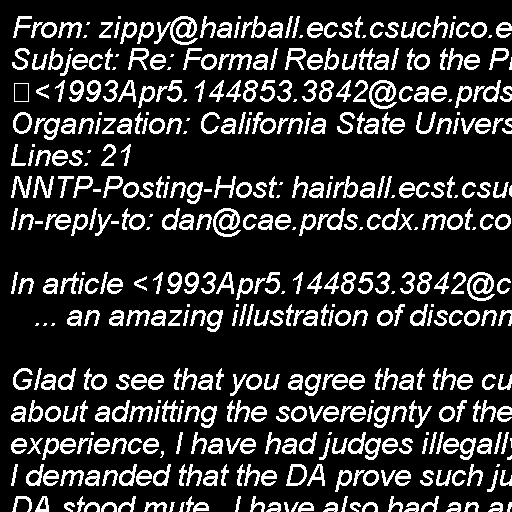 From: zippy@hairball.ecst.csuchico.e
Subject: Re: Formal Rebuttal to the P
<1993Apr5.144853.3842@cae.prds
Organization: California State Univers
Lines: 21
NNTP-Posting-Host: hairball.ecst.csuc
In-reply-to: dan@cae.prds.cdx.mot.co
In article <1993Apr5.144853.3842@c
... an amazing illustration of disconn
Glad to see that you agree that the cu
about admitting the sovereignty of the
experience, I have had judges illegally
I demanded that the DA prove such ju
DA stood mute. I have also had an ar